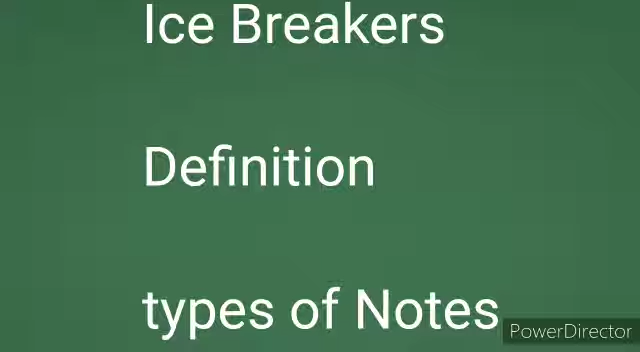 Ice Breakers
Definition
types of Notes
PowerDirector